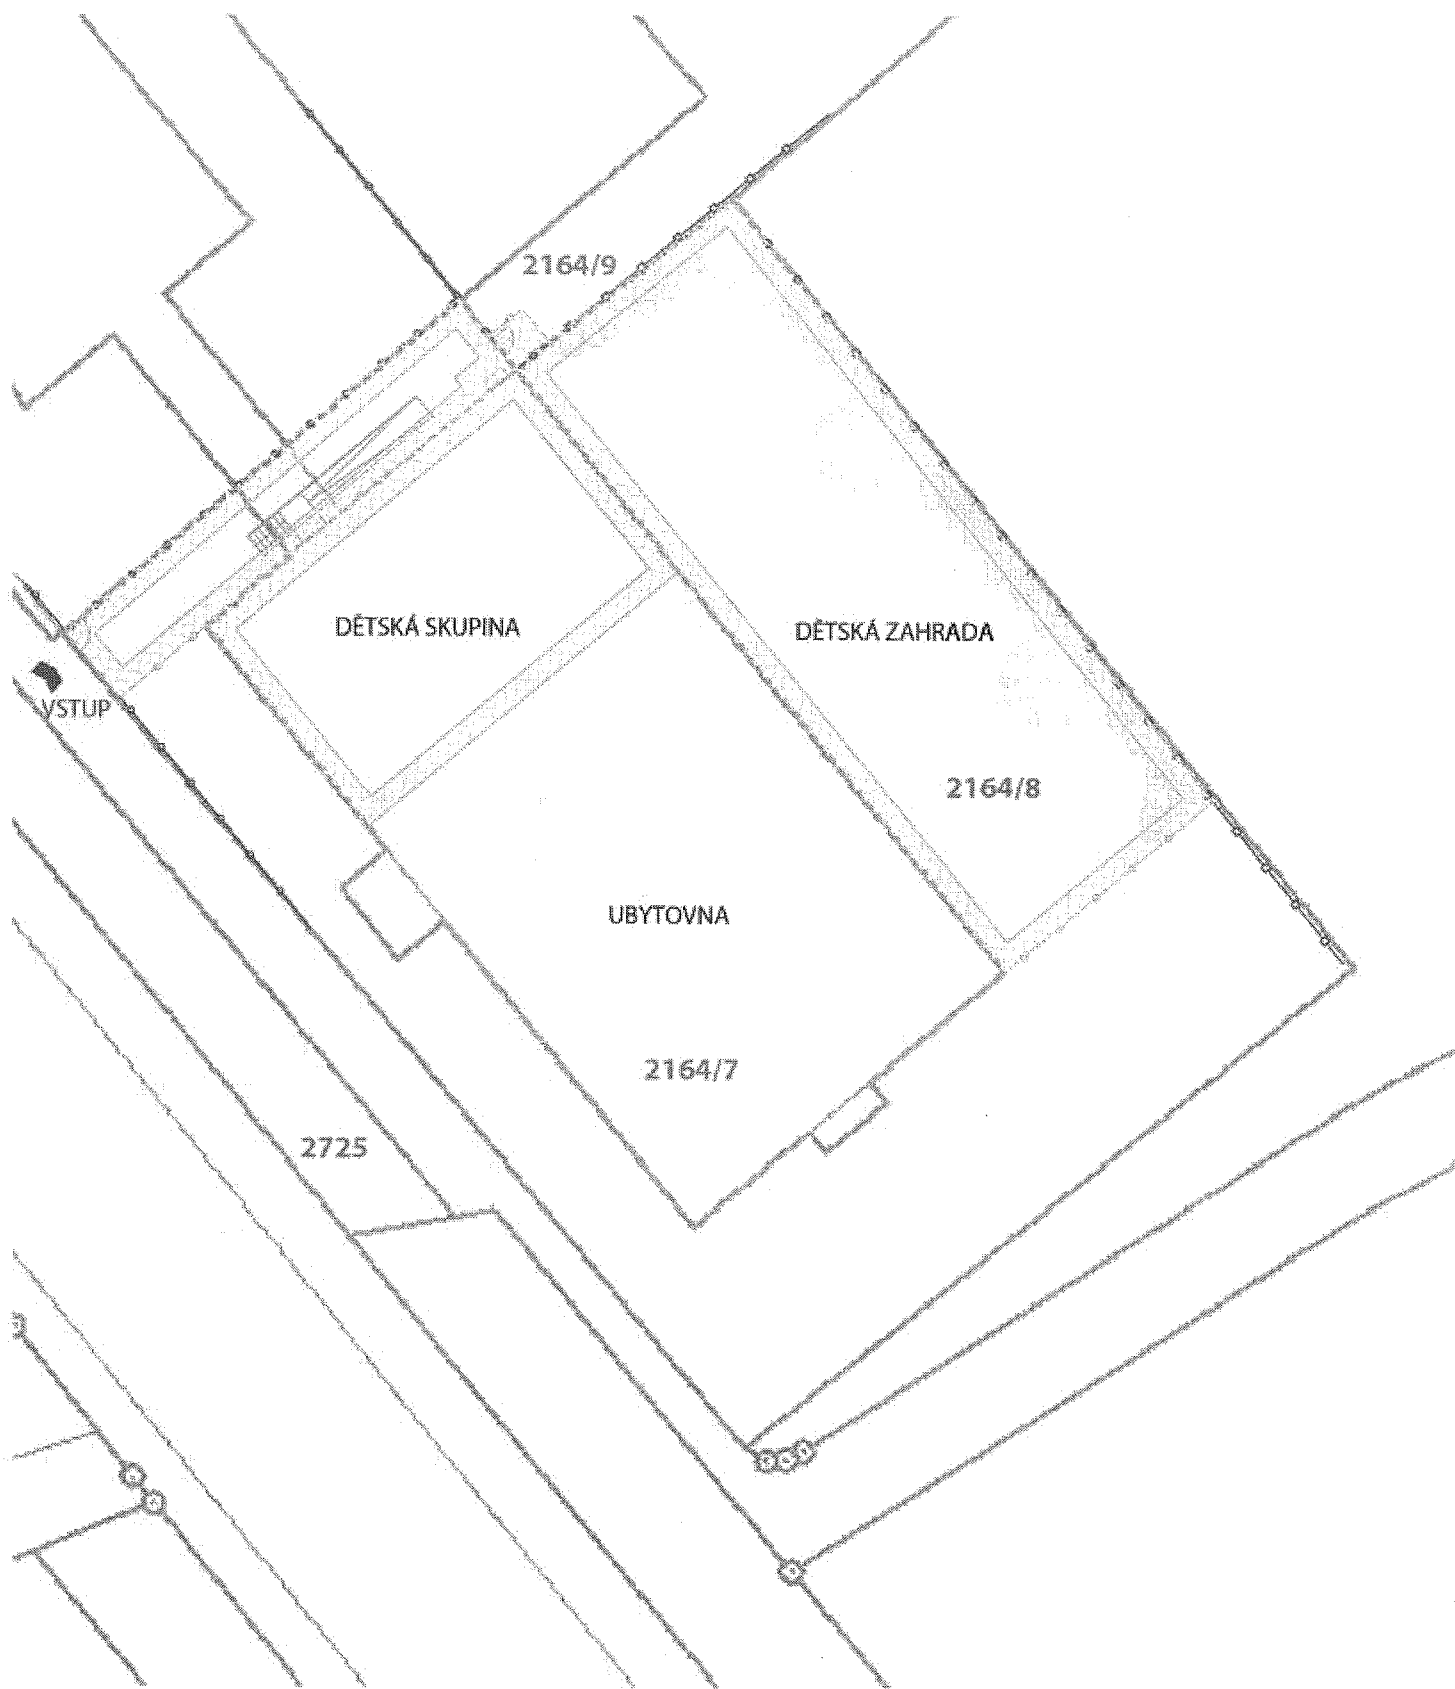 2164/9
DĚTSKÁ SKUPINA
DĚTSKÁ ZAHRADA
VSTUP
2164/8
UBYTOVNA
2164/7
2725